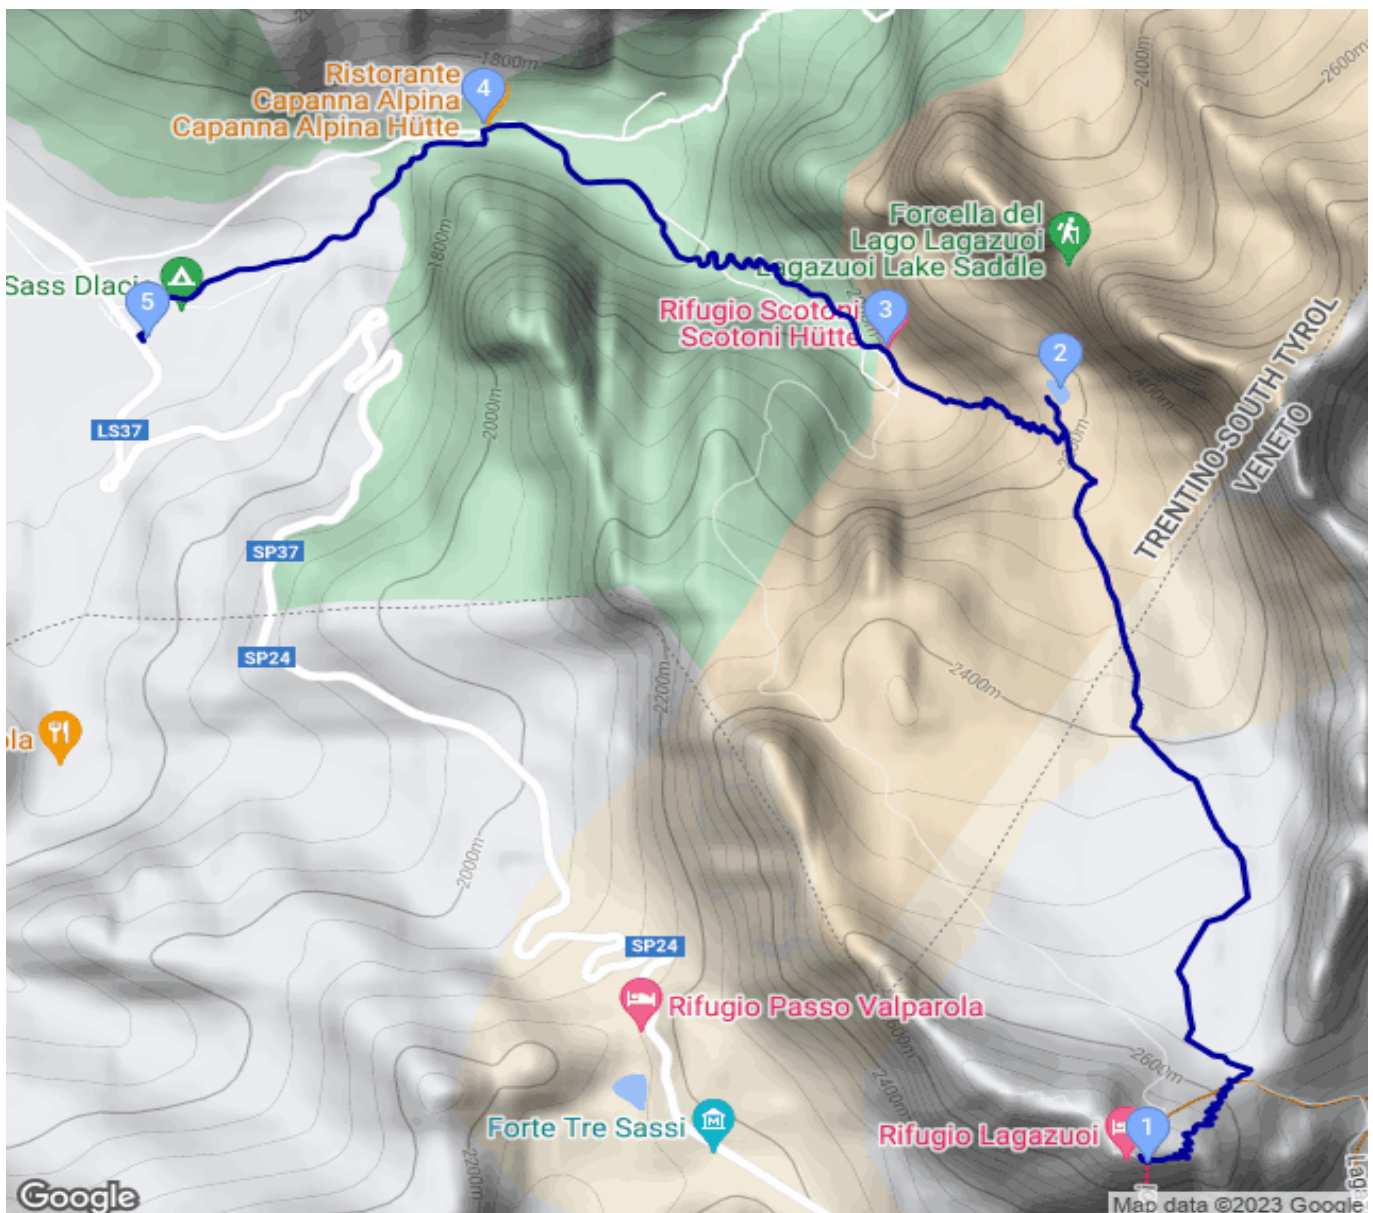 1800m
2400m
2600m
Ristorante
Capanna Alpina
Capanna Alpina Hütte
4
Forcella del
Lago Lagazuoi
Lagazuoi Lake Saddle
1800m
Sass Dlacia
5
Rifugio Scotoni
Scotoni Hütte
3
2
2400m
TRENTINO-SOUTH TYROL
VENETO
LS37
2000m
SP37
SP24
2200m
2400m
2000m
SP24
Rifugio Passo Valparola
2600m
2400m
Forte Tre Sassi
Rifugio Lagazuoi
1
2200m
Google
Map data ©2023 Google